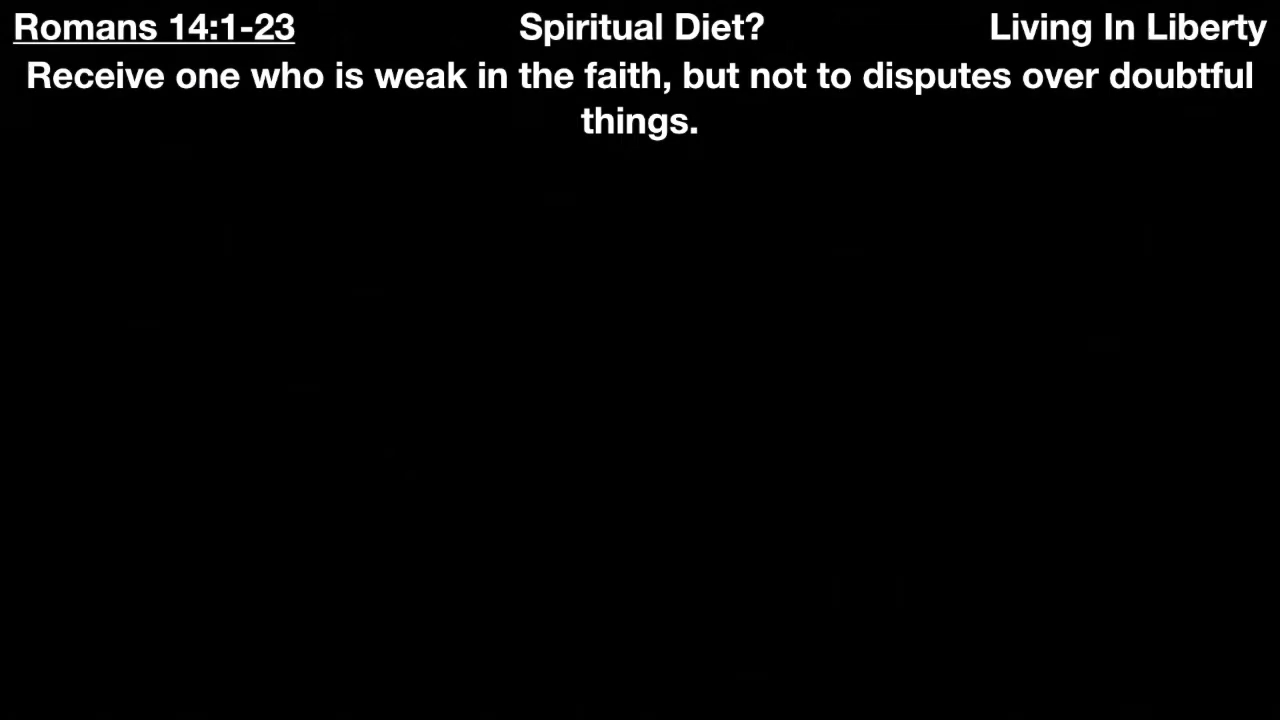 Romans 14:1-23 Spiritual Diet? Living In Liberty
Receive one who is weak in the faith, but not to disputes over doubtful
things.